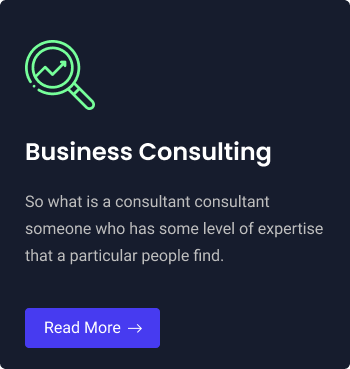 Business Consulting
So what is a consultant consultant
someone who has some level of expertise
that a particular people find.
Read More →